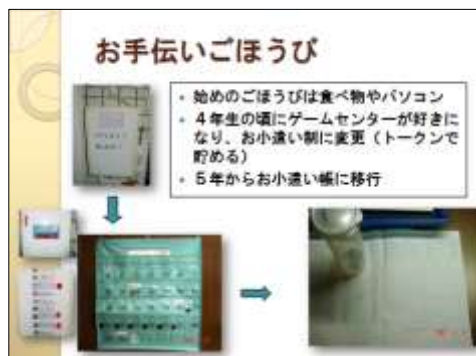 お手伝いごほうび
• 始めのごほうびは食べ物やパソコン
• ４年生の頃にゲームセンターが好きに
なり、お小遣い制に変更（トークンで
貯める）
• ５年からお小遣い帳に移行